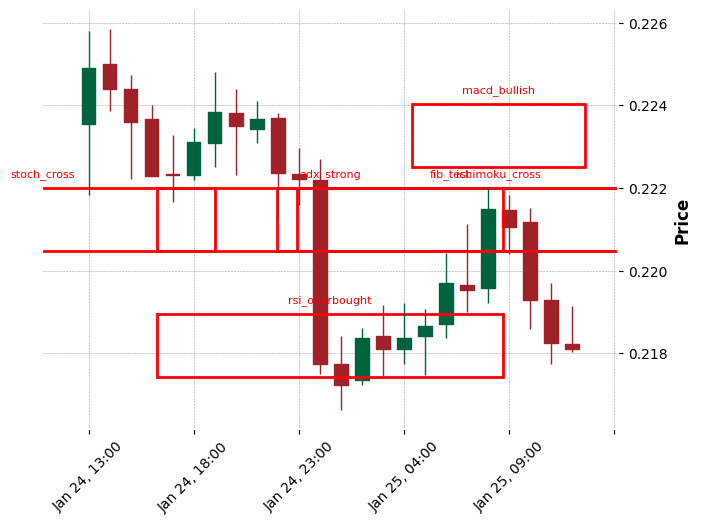 0.226
macd_bullish
0.224
stoch_cross
adx_strong
fib_test
ichimoku_cross
0.222
Price
0.220
rsi_overbought
0.218
Jan 24, 13:00
Jan 24, 18:00
Jan 24, 23:00
Jan 25, 04:00
Jan 25, 09:00